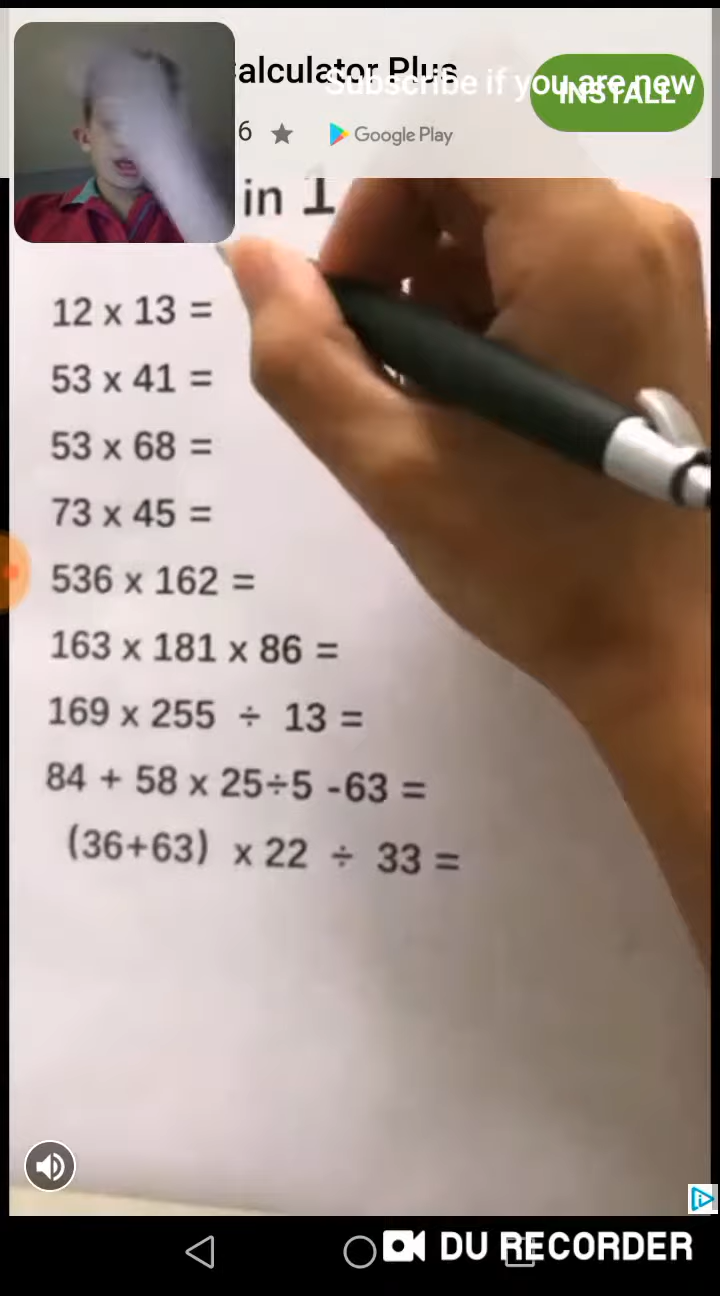 alculator Plus
Subscribe if you are new
INSTALL
6 ★ Google Play
in 1
12 x 13 =
53 x 41 =
53 x 68 =
73 x 45 =
536 x 162 =
163 x 181 x 86 =
169 x 255 ÷ 13 =
84 + 58 x 25÷5 -63 =
(36+63) x 22 ÷ 33 =
DU RECORDER